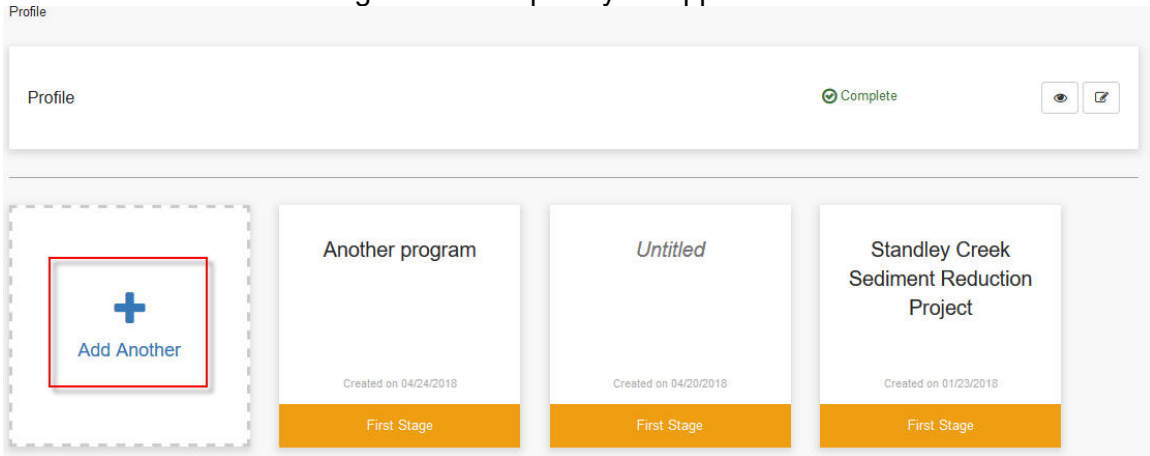 Profile
Profile
Complete
Add Another
Another program
Created on 04/24/2018
First Stage
Untitled
Created on 04/20/2018
First Stage
Standley Creek
Sediment Reduction
Project
Created on 01/23/2018
First Stage